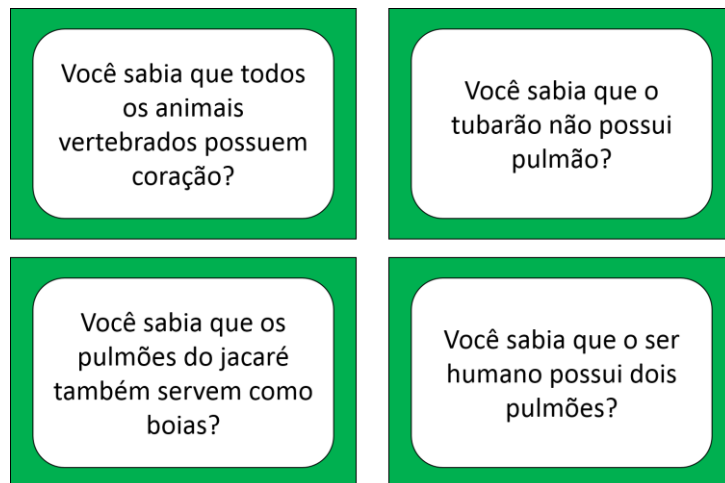 Você sabia que todos
os animais
vertebrados possuem
coração?
Você sabia que o
tubarão não possui
pulmão?
Você sabia que os
pulmões do jacaré
também servem como
boias?
Você sabia que o ser
humano possui dois
pulmões?